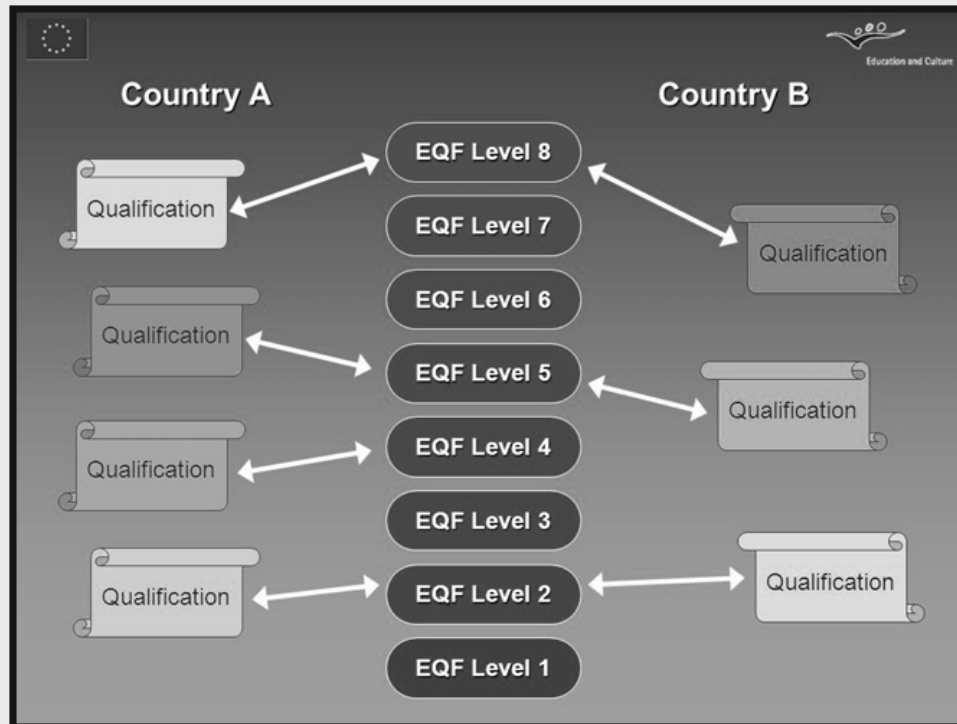 Education and Culture
Country A
Country B
EQF Level 8
Qualification
EQF Level 7
Qualification
EQF Level 6
Qualification
EQF Level 5
Qualification
EQF Level 4
Qualification
EQF Level 3
EQF Level 2
Qualification
Qualification
EQF Level 1